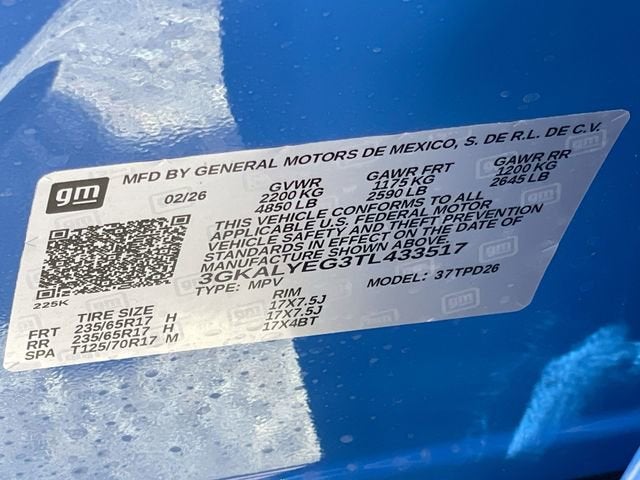 gm
MFD BY GENERAL MOTORS DE MEXICO, S. DE R.L. DE C.V.
02/26
GVWR GAWR FRT GAWR RR
2200 KG 1175 KG 1200 KG
4850 LB 2590 LB 2645 LB
THIS VEHICLE CONFORMS TO ALL
APPLICABLE U.S. FEDERAL MOTOR
VEHICLE SAFETY AND THEFT PREVENTION
STANDARDS IN EFFECT ON THE DATE OF
MANUFACTURE SHOWN ABOVE.
3GKALYEG3TL433517
TYPE: MPV MODEL: 37TPD26
225K
TIRE SIZE RIM
FRT 235/65R17 H 17X7.5J
RR 235/65R17 H 17X7.5J
SPA T125/70R17 M 17X4BT